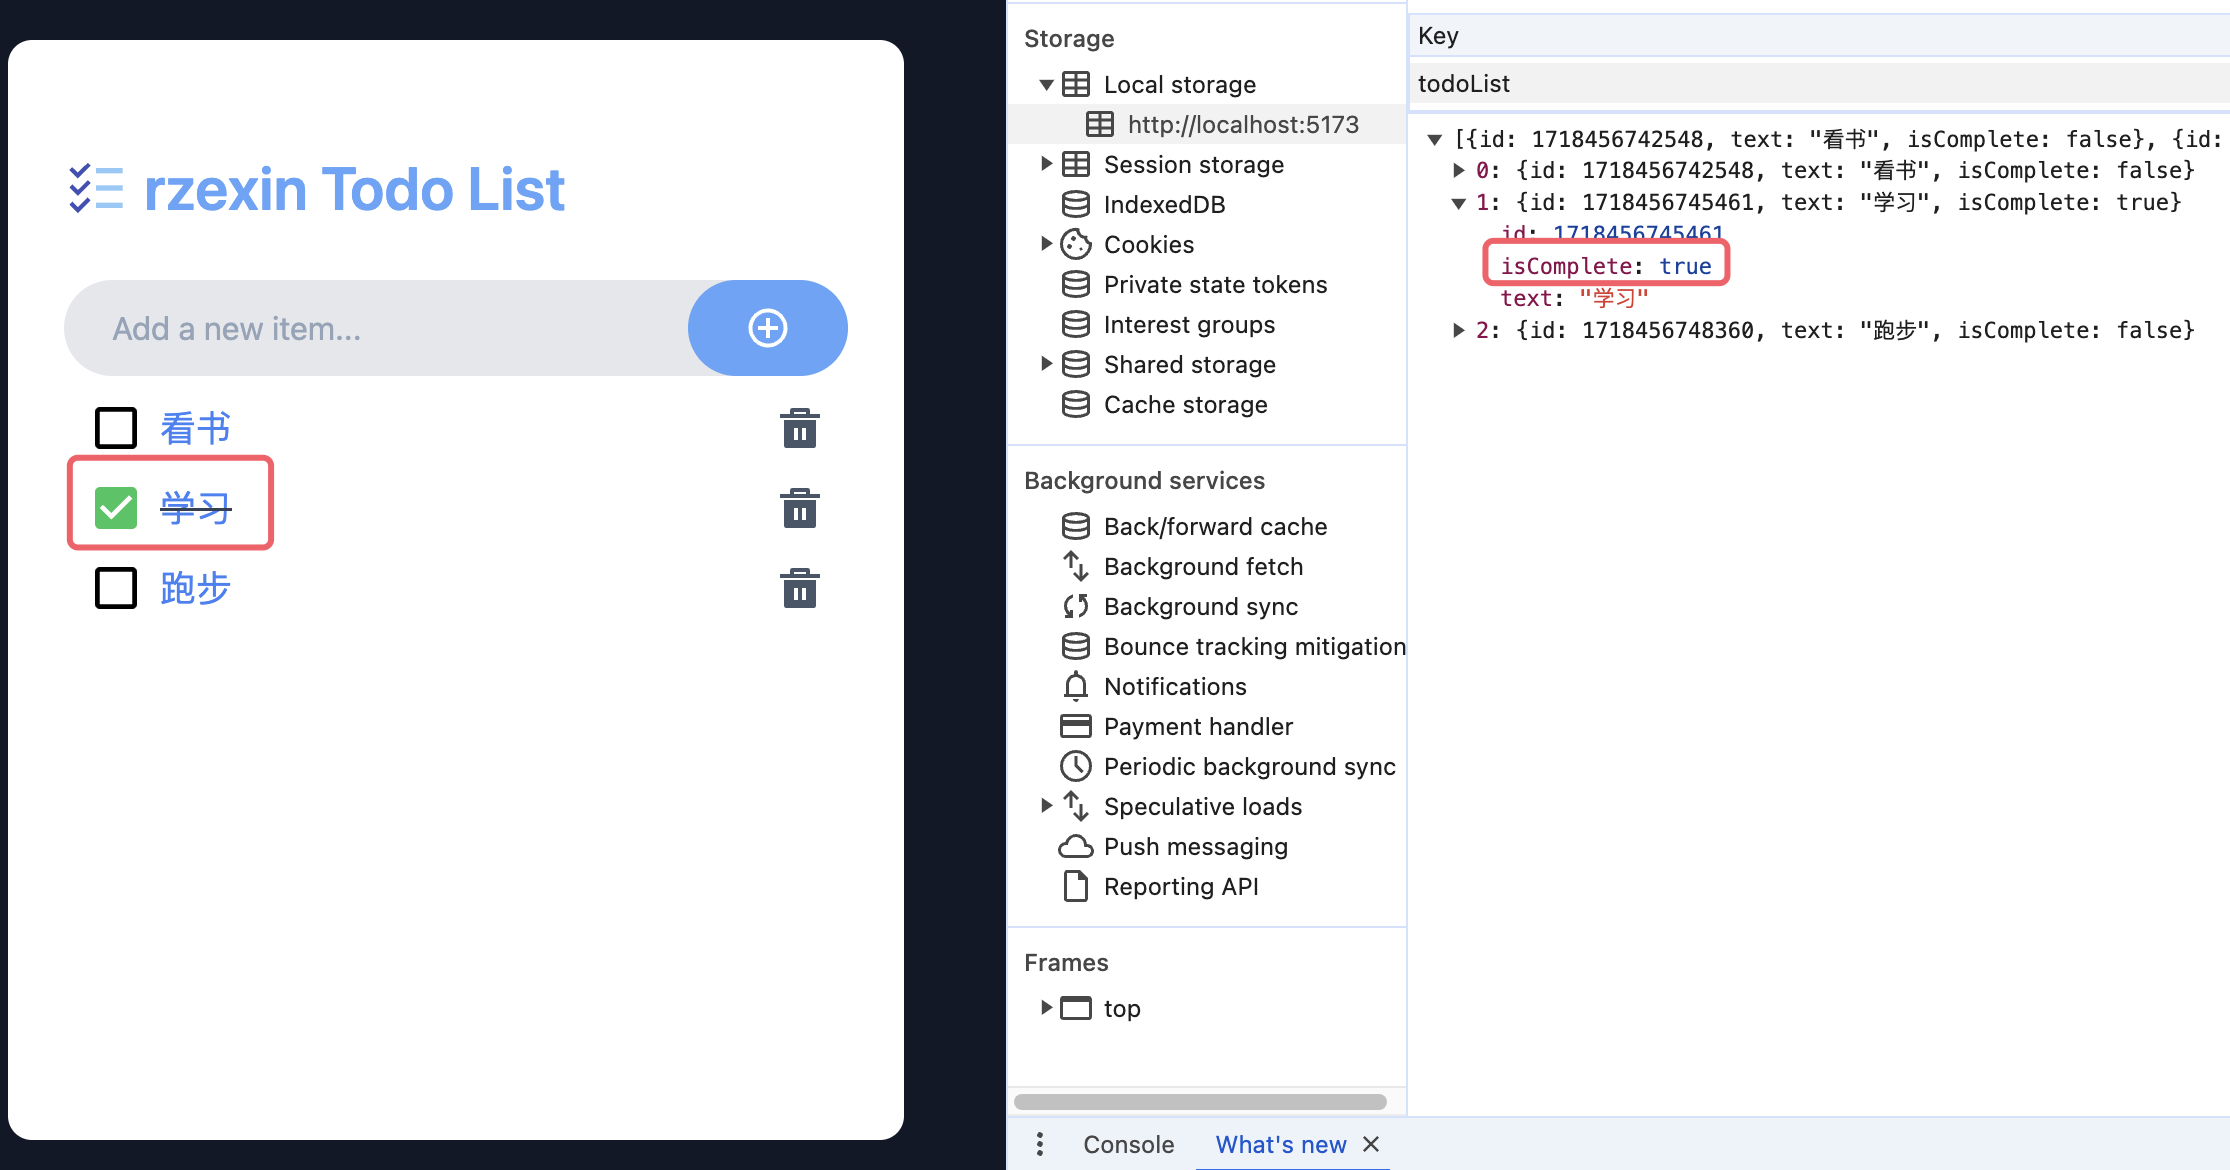 rzexin Todo List
Add a new item...
看书
学习
跑步
Storage
Local storage
http://localhost:5173
Session storage
IndexedDB
Cookies
Private state tokens
Interest groups
Shared storage
Cache storage
Background services
Back/forward cache
Background fetch
Background sync
Bounce tracking mitigation
Notifications
Payment handler
Periodic background sync
Speculative loads
Push messaging
Reporting API
Frames
top
Key
todoList
[{id: 1718456742548, text: "看书", isComplete: false}, {id:
0: {id: 1718456742548, text: "看书", isComplete: false}
1: {id: 1718456745461, text: "学习", isComplete: true}
id: 1718456745461
isComplete: true
text: "学习"
2: {id: 1718456748360, text: "跑步", isComplete: false}
Console
What's new